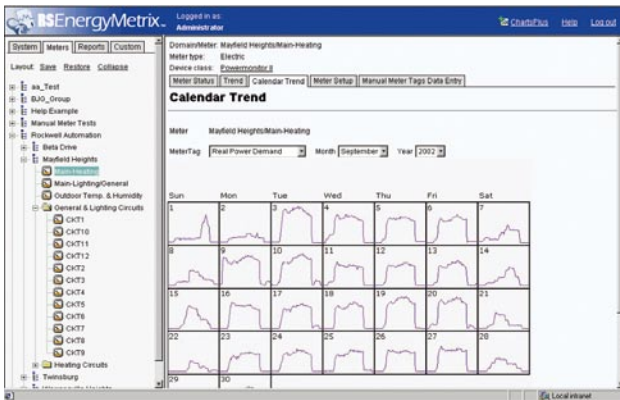 RSEnergyMetrix
Logged in as:
Administrator
ChartsPlus Help Log out
System Meters Reports Custom
Layout: Save Restore Collapse
aa_Test
BJG_Group
Help Example
Manual Meter Tests
Rockwell Automation
Beta Drive
Mayfield Heights
Main-Heating
Main-Lighting/General
Outdoor Temp. & Humidity
General & Lighting Circuits
CKT1
CKT10
CKT11
CKT12
CKT2
CKT3
CKT4
CKT5
CKT6
CKT7
CKT8
CKT9
Heating Circuits
Twinsburg
Domain/Meter: Mayfield Heights/Main-Heating
Meter type: Electric
Device class: Powermonitor II
Meter Status Trend Calendar Trend Meter Setup Manual Meter Tags Data Entry
Calendar Trend
Meter Mayfield Heights/Main-Heating
MeterTag Real Power Demand Month September Year 2002
Sun Mon Tue Wed Thu Fri Sat
1 2 3 4 5 6 7
8 9 10 11 12 13 14
15 16 17 18 19 20 21
22 23 24 25 26 27 28
29 30
Local intranet